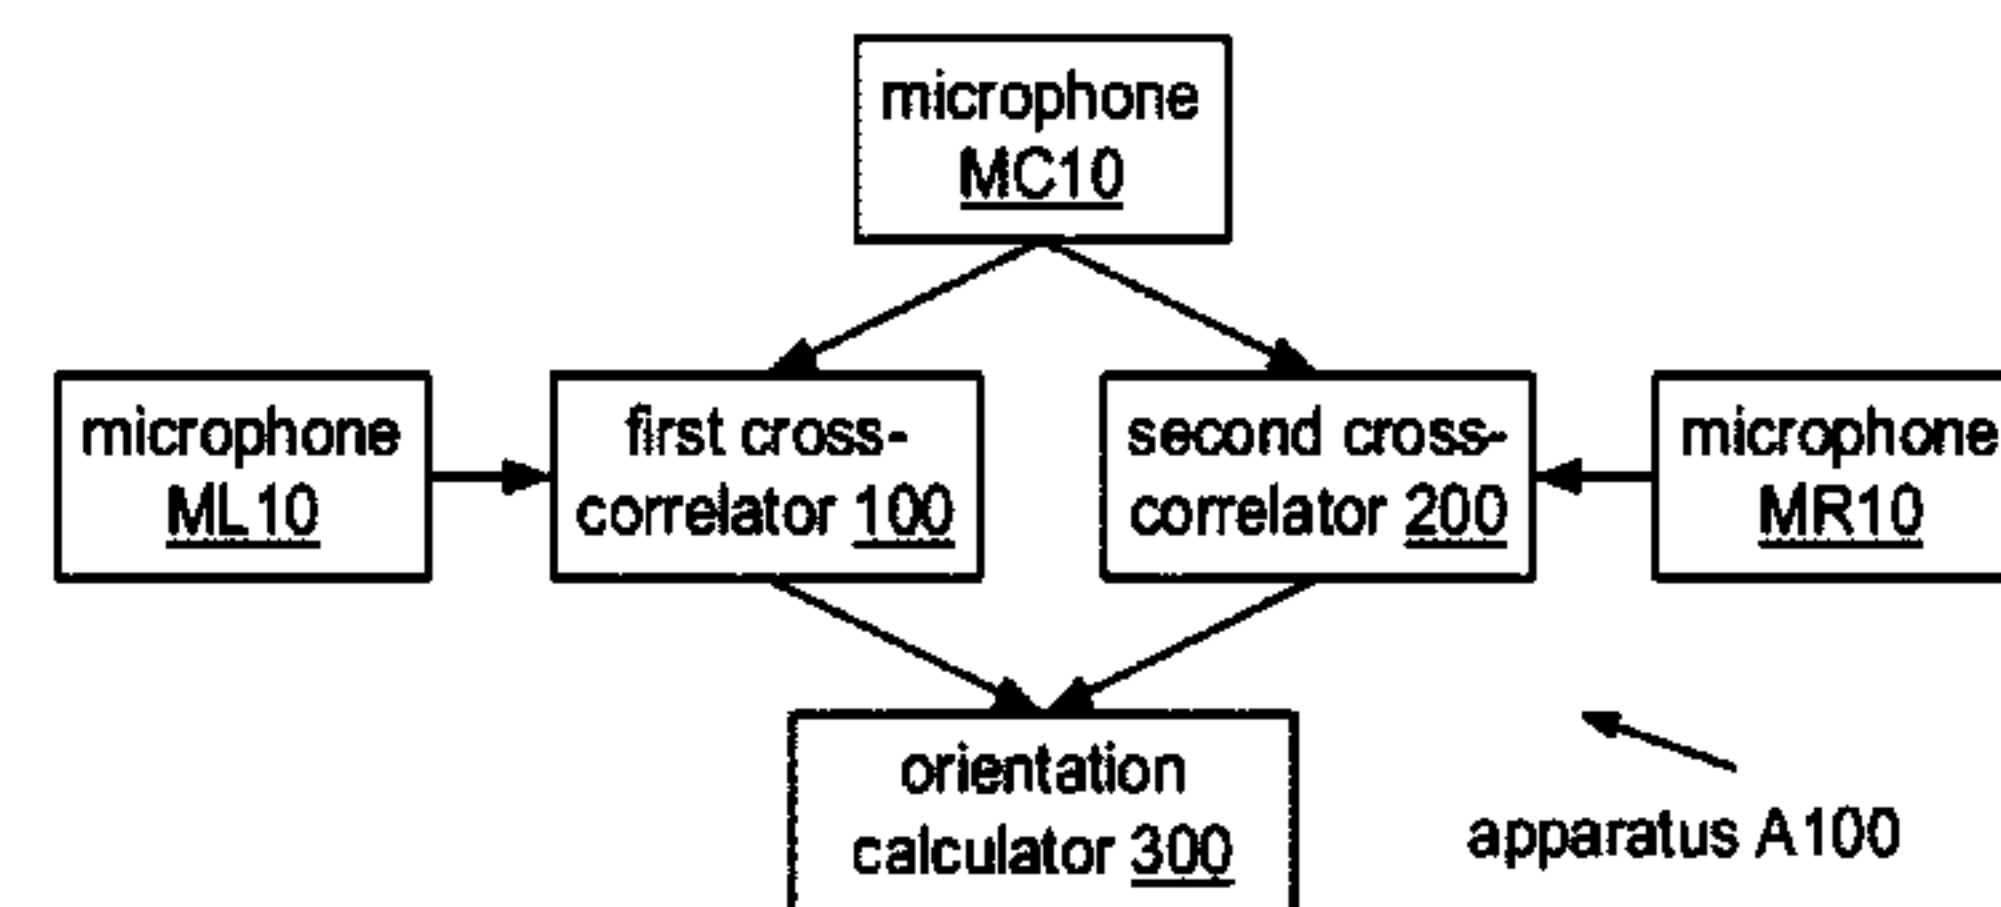 microphone
MC10
microphone
ML10
first cross-
correlator 100
second cross-
correlator 200
microphone
MR10
orientation
calculator 300
apparatus A100